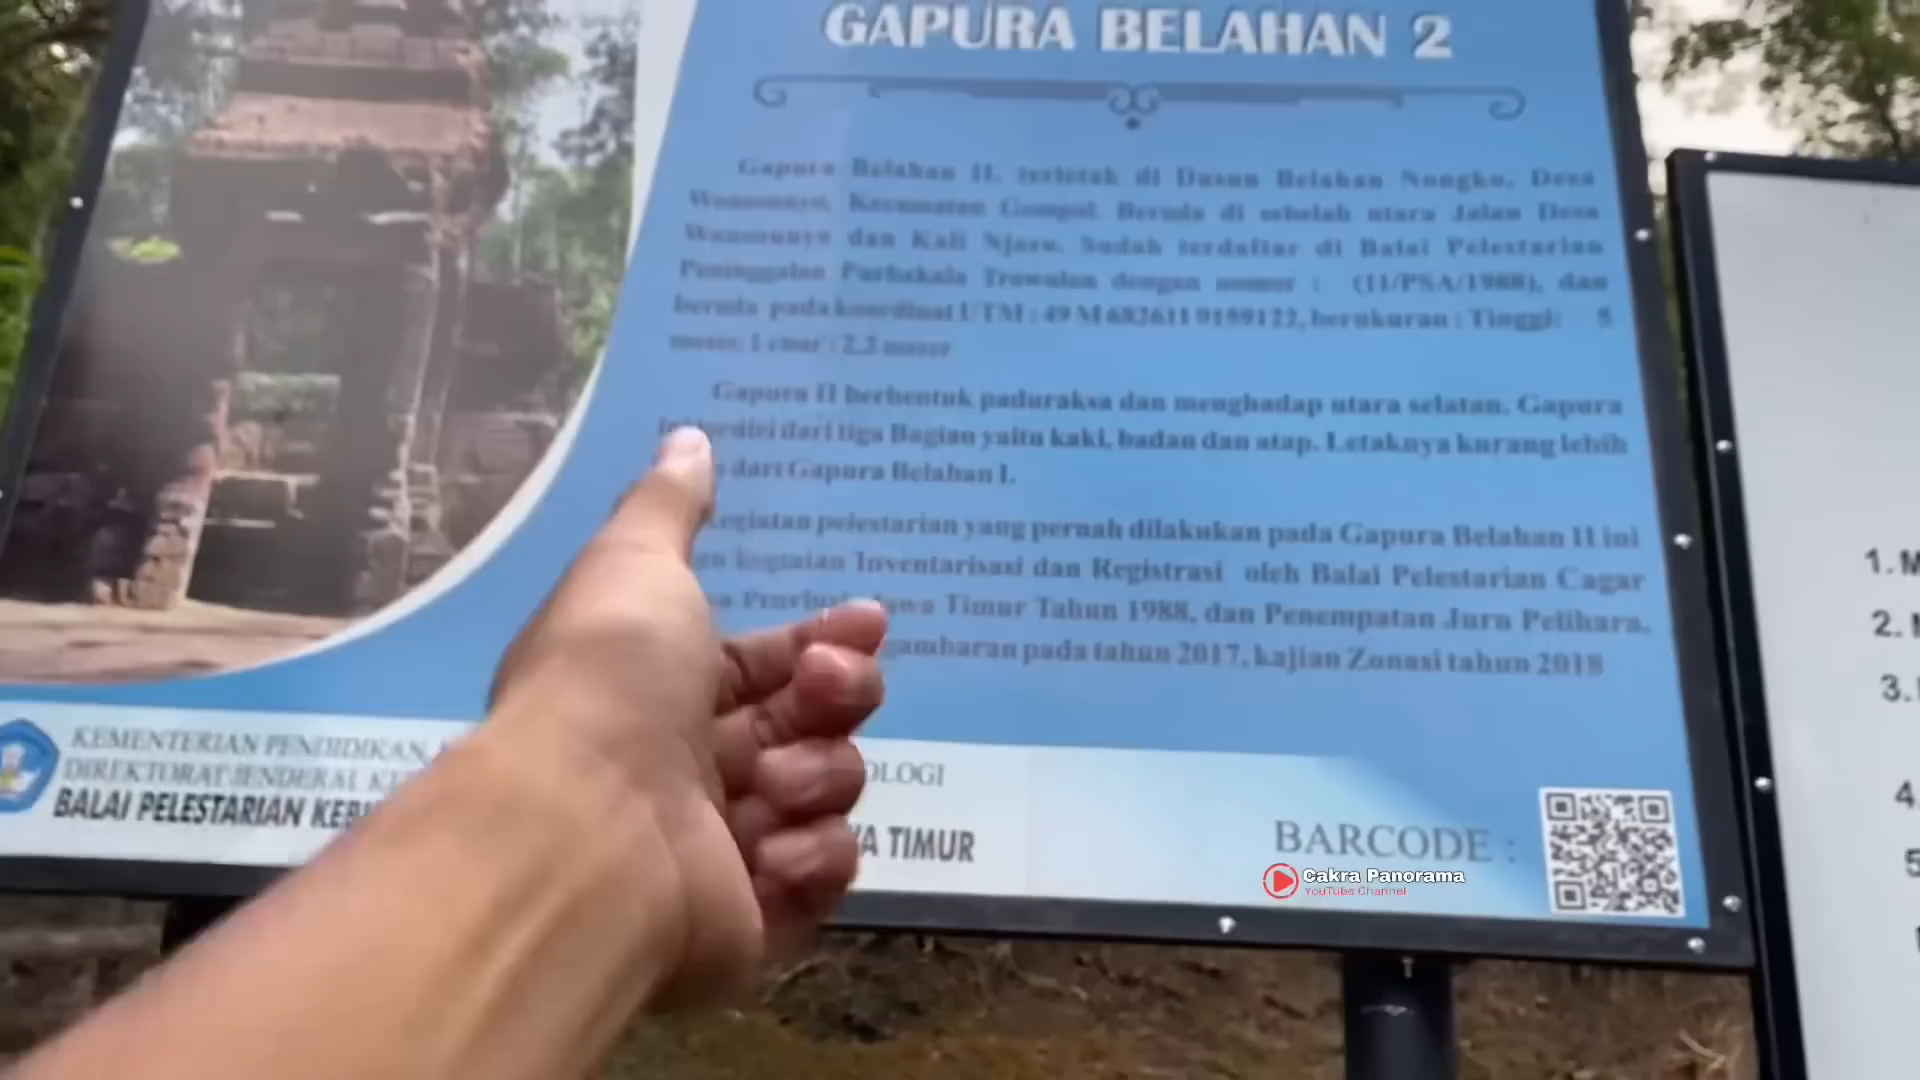 GAPURA BELAHAN 2
Gapura Belahan II, terletak di Dusun Belahan Nongko, Desa
Wonosunyo, Kecamatan Gempol. Berada di sebelah utara Jalan Desa
Wonosunyo dan Kali Njaro. Sudah terdaftar di Balai Pelestarian
Peninggalan Purbakala Trowulan dengan nomor : (11/PSA/1988), dan
berada pada koordinat UTM : 49 M 682611 9159122, berukuran : Tinggi: 5
meter,
Gapura II berbentuk paduraksa dan menghadap utara selatan. Gapura
terdiri dari tiga Bagian yaitu kaki, badan dan atap. Letaknya kurang lebih
dari Gapura Belahan I.
kegiatan pelestarian yang pernah dilakukan pada Gapura Belahan II ini
kegiatan Inventarisasi dan Registrasi oleh Balai Pelestarian Cagar
Jawa Timur Tahun 1988, dan Penempatan Juru Pelihara,
gambaran pada tahun 2017, kajian Zonasi tahun 2018
KEMENTERIAN PENDIDIKAN
OLOGI
DIREKTORAT JENDERAL
BALAI PELESTARIAN
TIMUR
BARCODE :
Cakra Panorama
YouTube Channel
1. M
2.
3.
4
5